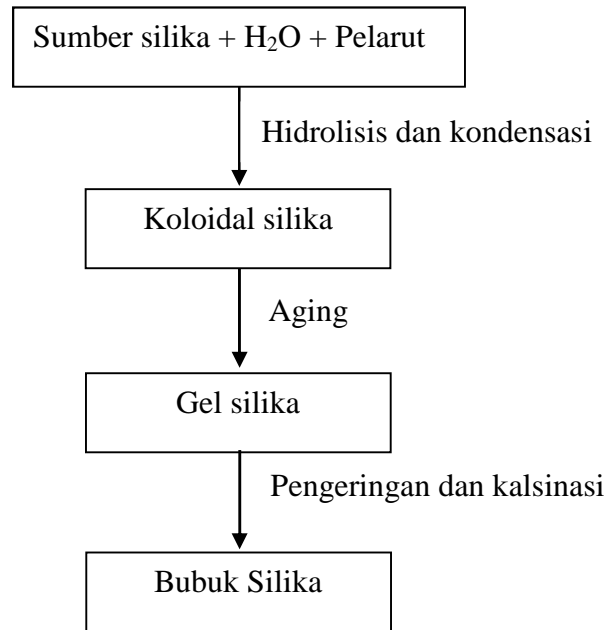 Sumber silika + H₂O + Pelarut
Hidrolisis dan kondensasi
Koloidal silika
Aging
Gel silika
Pengeringan dan kalsinasi
Bubuk Silika